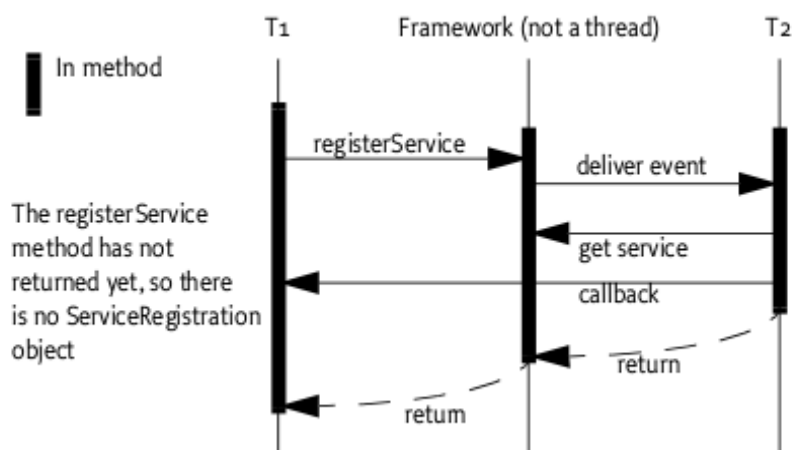 T1
Framework (not a thread)
T2
In method
registerService
deliver event
The registerService
method has not
returned yet, so there
is no ServiceRegistration
object
get service
callback
return
return